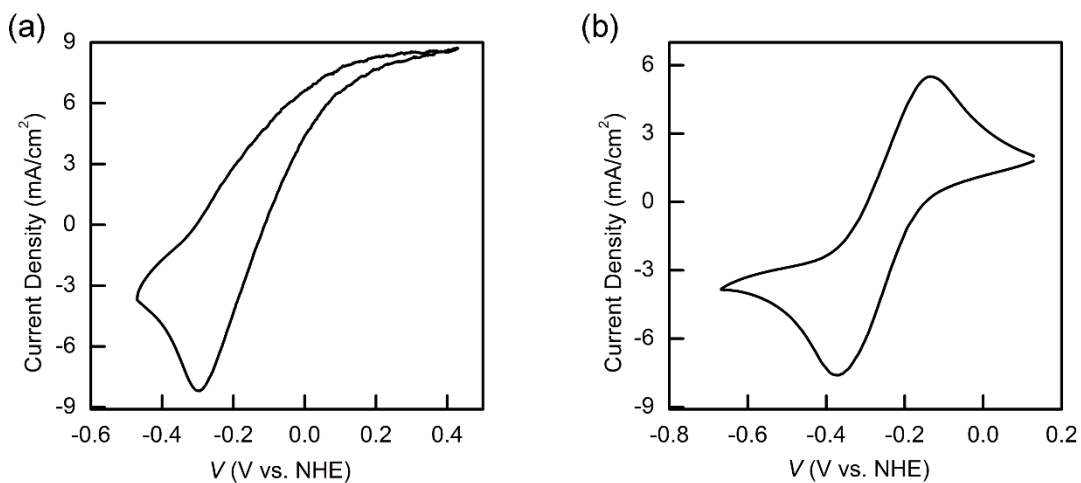 (a)
9
6
3
0
-3
-6
-9
Current Density (mA/cm²)
-0.6 -0.4 -0.2 0.0 0.2 0.4
V (V vs. NHE)
(b)
6
3
0
-3
-6
-9
Current Density (mA/cm²)
-0.8 -0.6 -0.4 -0.2 0.0 0.2
V (V vs. NHE)